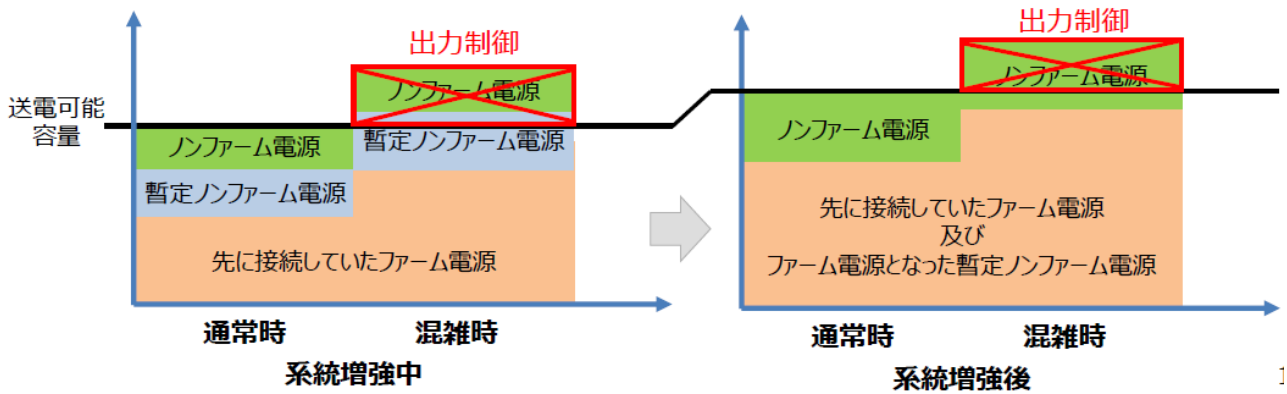 出力制御
ノンファーム電源
送電可能
容量
ノンファーム電源
暫定ノンファーム電源
暫定ノンファーム電源
先に接続していたファーム電源
通常時
混雑時
系統増強中
出力制御
ノンファーム電源
ノンファーム電源
先に接続していたファーム電源
及び
ファーム電源となった暫定ノンファーム電源
通常時
混雑時
系統増強後
1